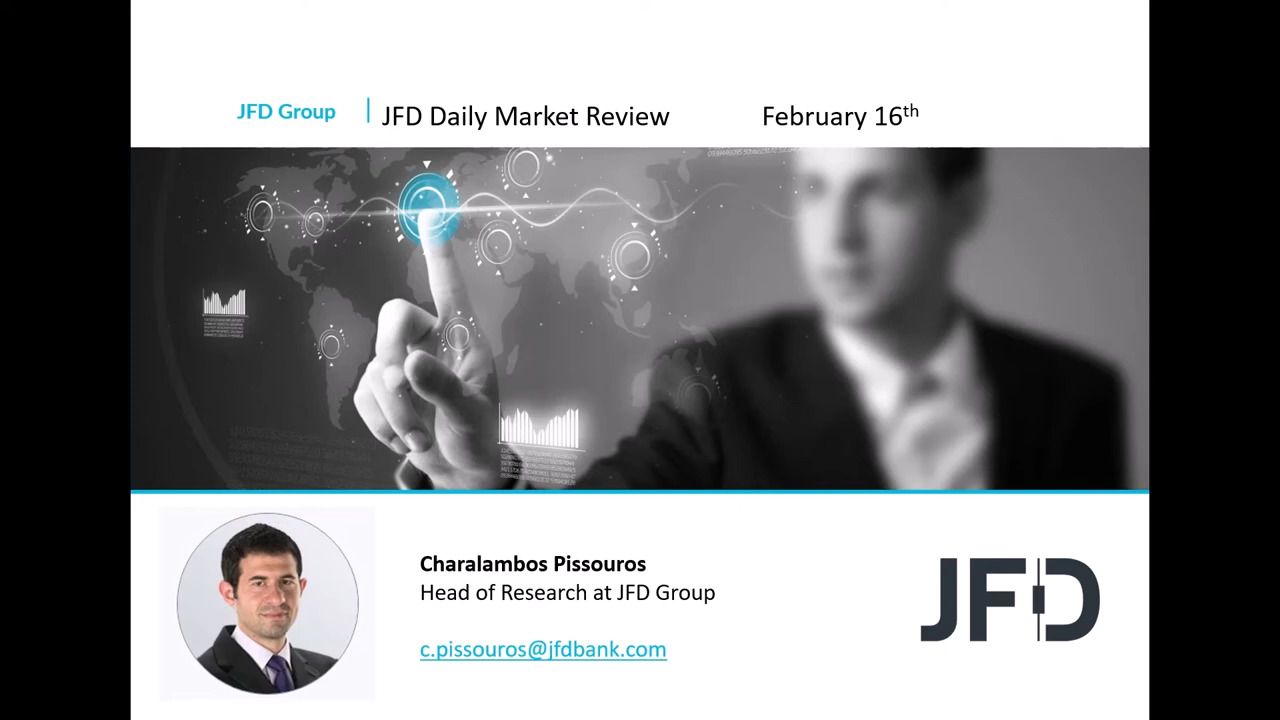 JFD Group
JFD Daily Market Review February 16th
Charalambos Pissouros
Head of Research at JFD Group
c.pissouros@jfdbank.com
JFD